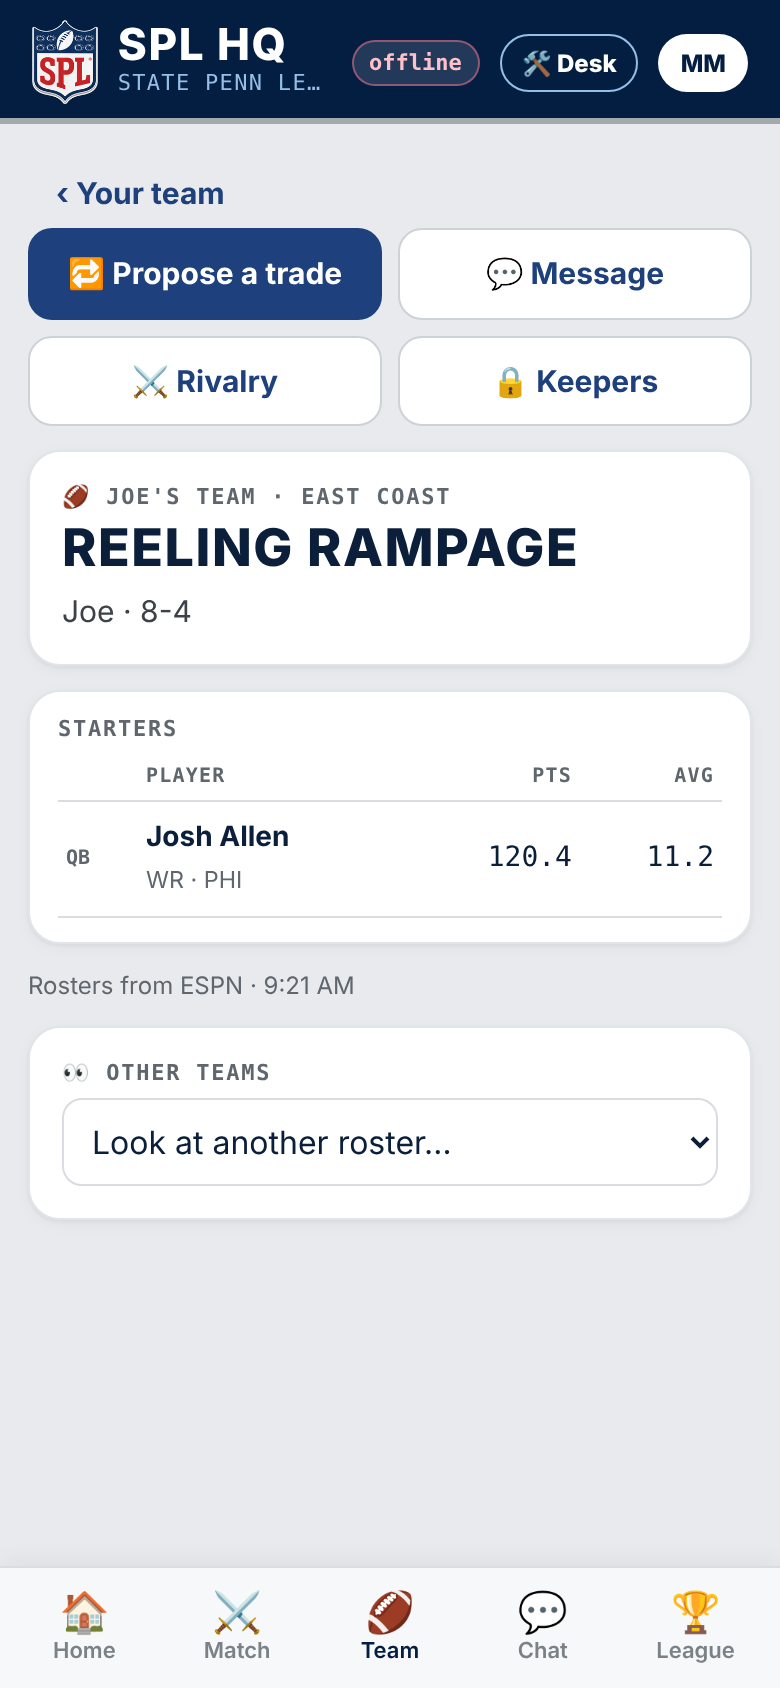 SPL
SPL HQ
STATE PENN LE…
offline
🛠️ Desk
MM
‹ Your team
🔁 Propose a trade
💬 Message
⚔️ Rivalry
🔒 Keepers
🏈 JOE'S TEAM · EAST COAST
REELING RAMPAGE
Joe · 8-4
STARTERS
PLAYER PTS AVG
QB Josh Allen 120.4 11.2
WR · PHI
Rosters from ESPN · 9:21 AM
👀 OTHER TEAMS
Look at another roster...
Home Match Team Chat League